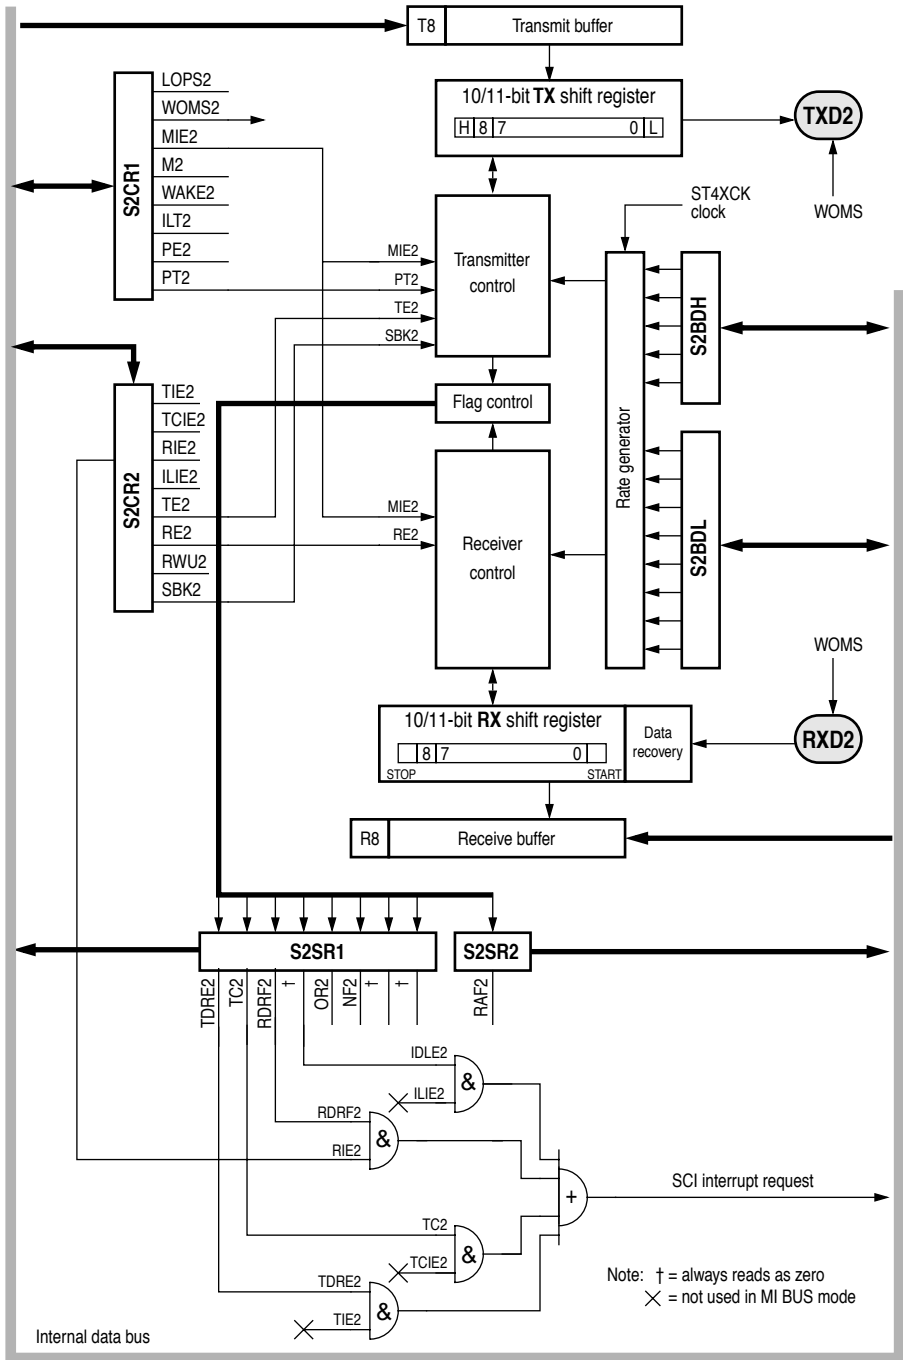 T8 Transmit buffer
10/11-bit TX shift register
H 8 7 0 L
TXD2
WOMS
S2CR1
LOPS2
WOMS2
MIE2
M2
WAKE2
ILT2
PE2
PT2
ST4XCK
clock
MIE2
PT2
TE2
SBK2
Transmitter
control
Rate generator
S2BDH
S2BDL
Flag control
S2CR2
TIE2
TCIE2
RIE2
ILIE2
TE2
RE2
RWU2
SBK2
MIE2
RE2
Receiver
control
WOMS
RXD2
10/11-bit RX shift register
8 7 0
STOP START
Data
recovery
R8 Receive buffer
S2SR1
S2SR2
TDRE2
TC2
RDRF2
†
OR2
NF2
†
†
RAF2
IDLE2
ILIE2
&
RDRF2
RIE2
&
+
SCI interrupt request
TC2
TCIE2
&
TDRE2
TIE2
&
Note: † = always reads as zero
= not used in MI BUS mode
Internal data bus